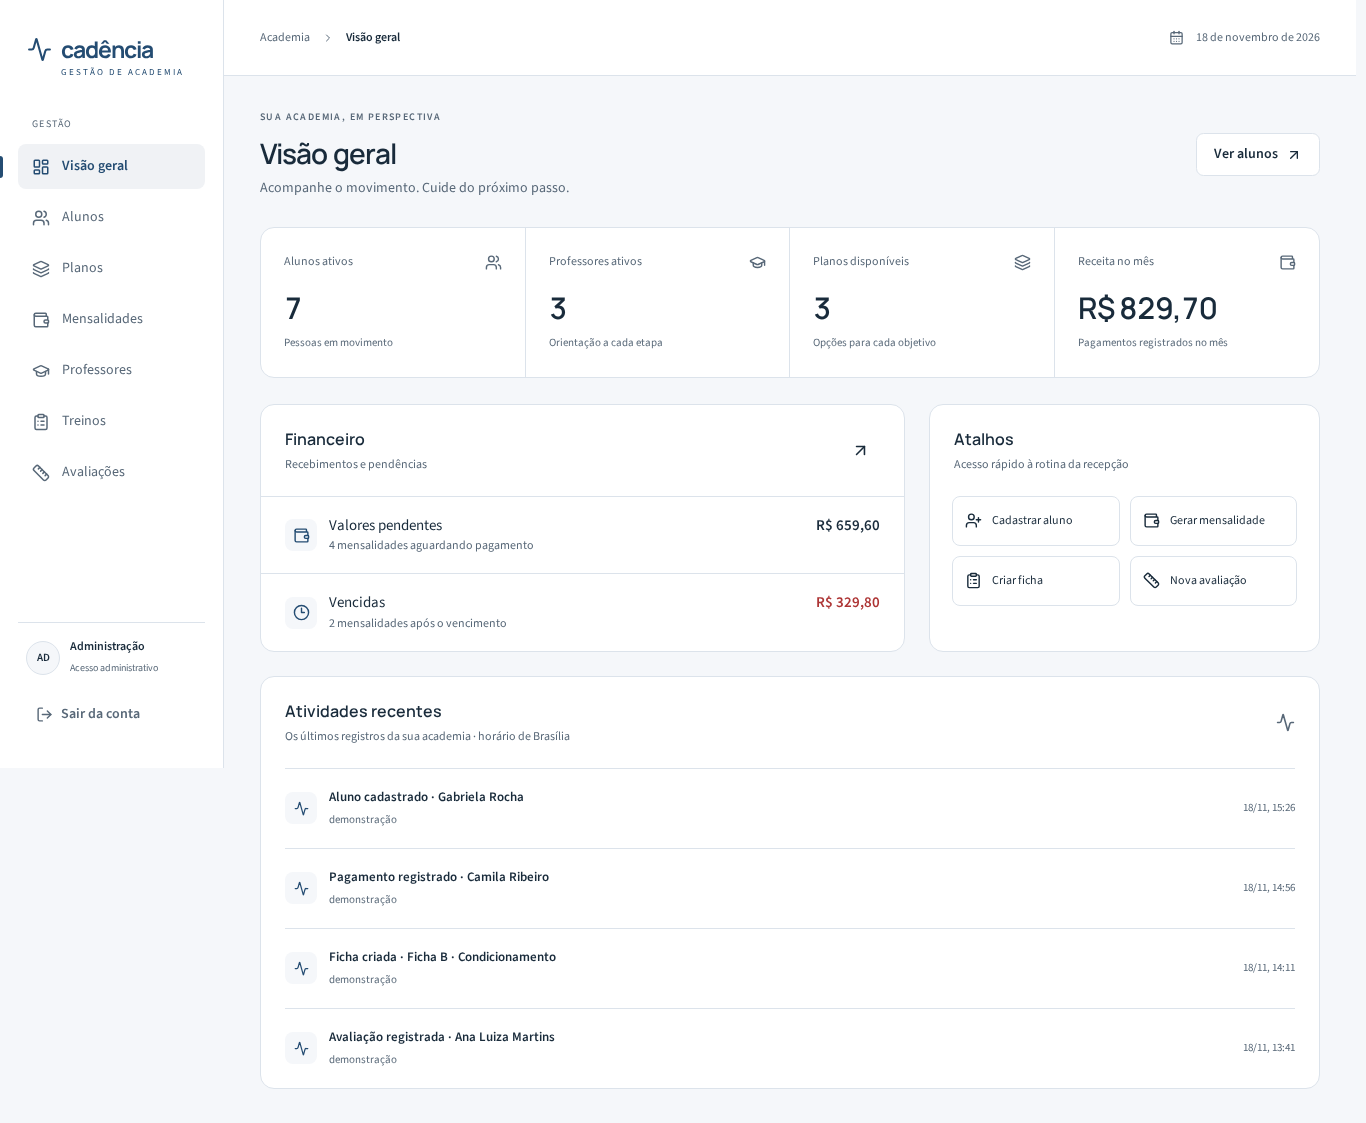 cadência
GESTÃO DE ACADEMIA
GESTÃO
Visão geral
Alunos
Planos
Mensalidades
Professores
Treinos
Avaliações
AD
Administração
Acesso administrativo
Sair da conta
Academia
Visão geral
18 de novembro de 2026
SUA ACADEMIA, EM PERSPECTIVA
Visão geral
Acompanhe o movimento. Cuide do próximo passo.
Ver alunos
Alunos ativos
7
Pessoas em movimento
Professores ativos
3
Orientação a cada etapa
Planos disponíveis
3
Opções para cada objetivo
Receita no mês
R$ 829,70
Pagamentos registrados no mês
Financeiro
Recebimentos e pendências
Valores pendentes
R$ 659,60
4 mensalidades aguardando pagamento
Vencidas
R$ 329,80
2 mensalidades após o vencimento
Atalhos
Acesso rápido à rotina da recepção
Cadastrar aluno
Gerar mensalidade
Criar ficha
Nova avaliação
Atividades recentes
Os últimos registros da sua academia · horário de Brasília
Aluno cadastrado · Gabriela Rocha
demonstração
18/11, 15:26
Pagamento registrado · Camila Ribeiro
demonstração
18/11, 14:56
Ficha criada · Ficha B · Condicionamento
demonstração
18/11, 14:11
Avaliação registrada · Ana Luiza Martins
demonstração
18/11, 13:41